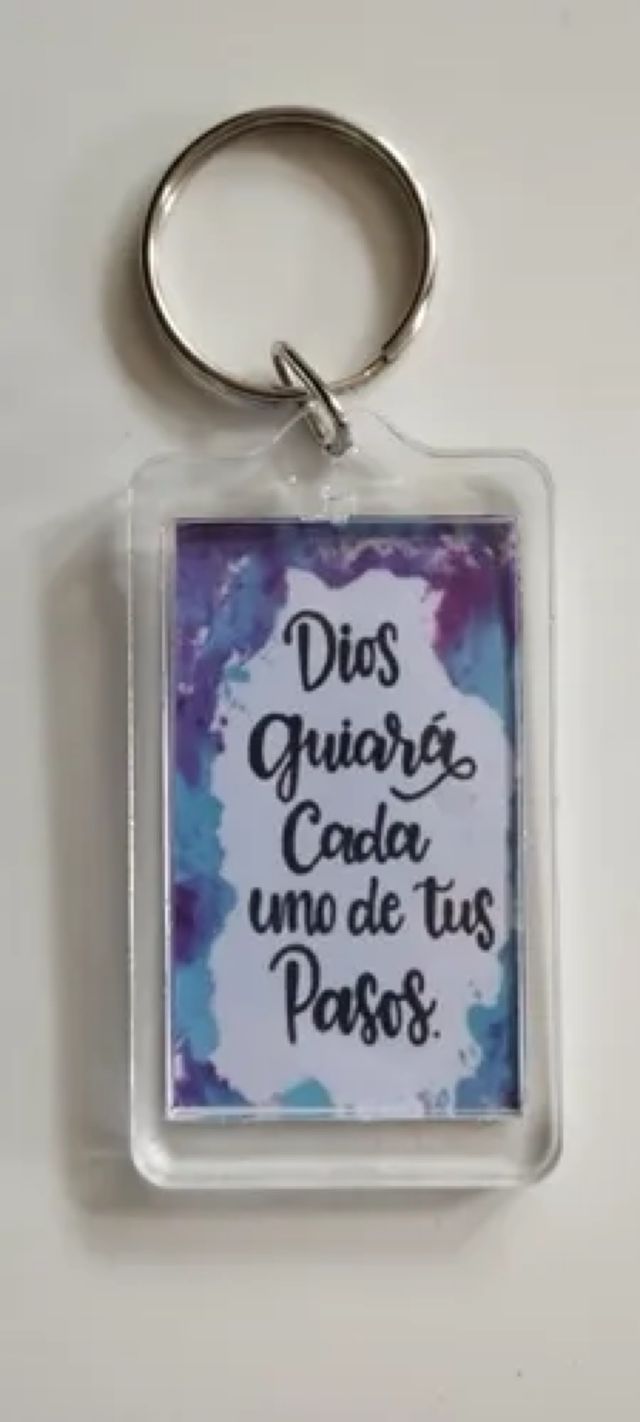 Dios
guiará
Cada
uno de tus
Pasos.